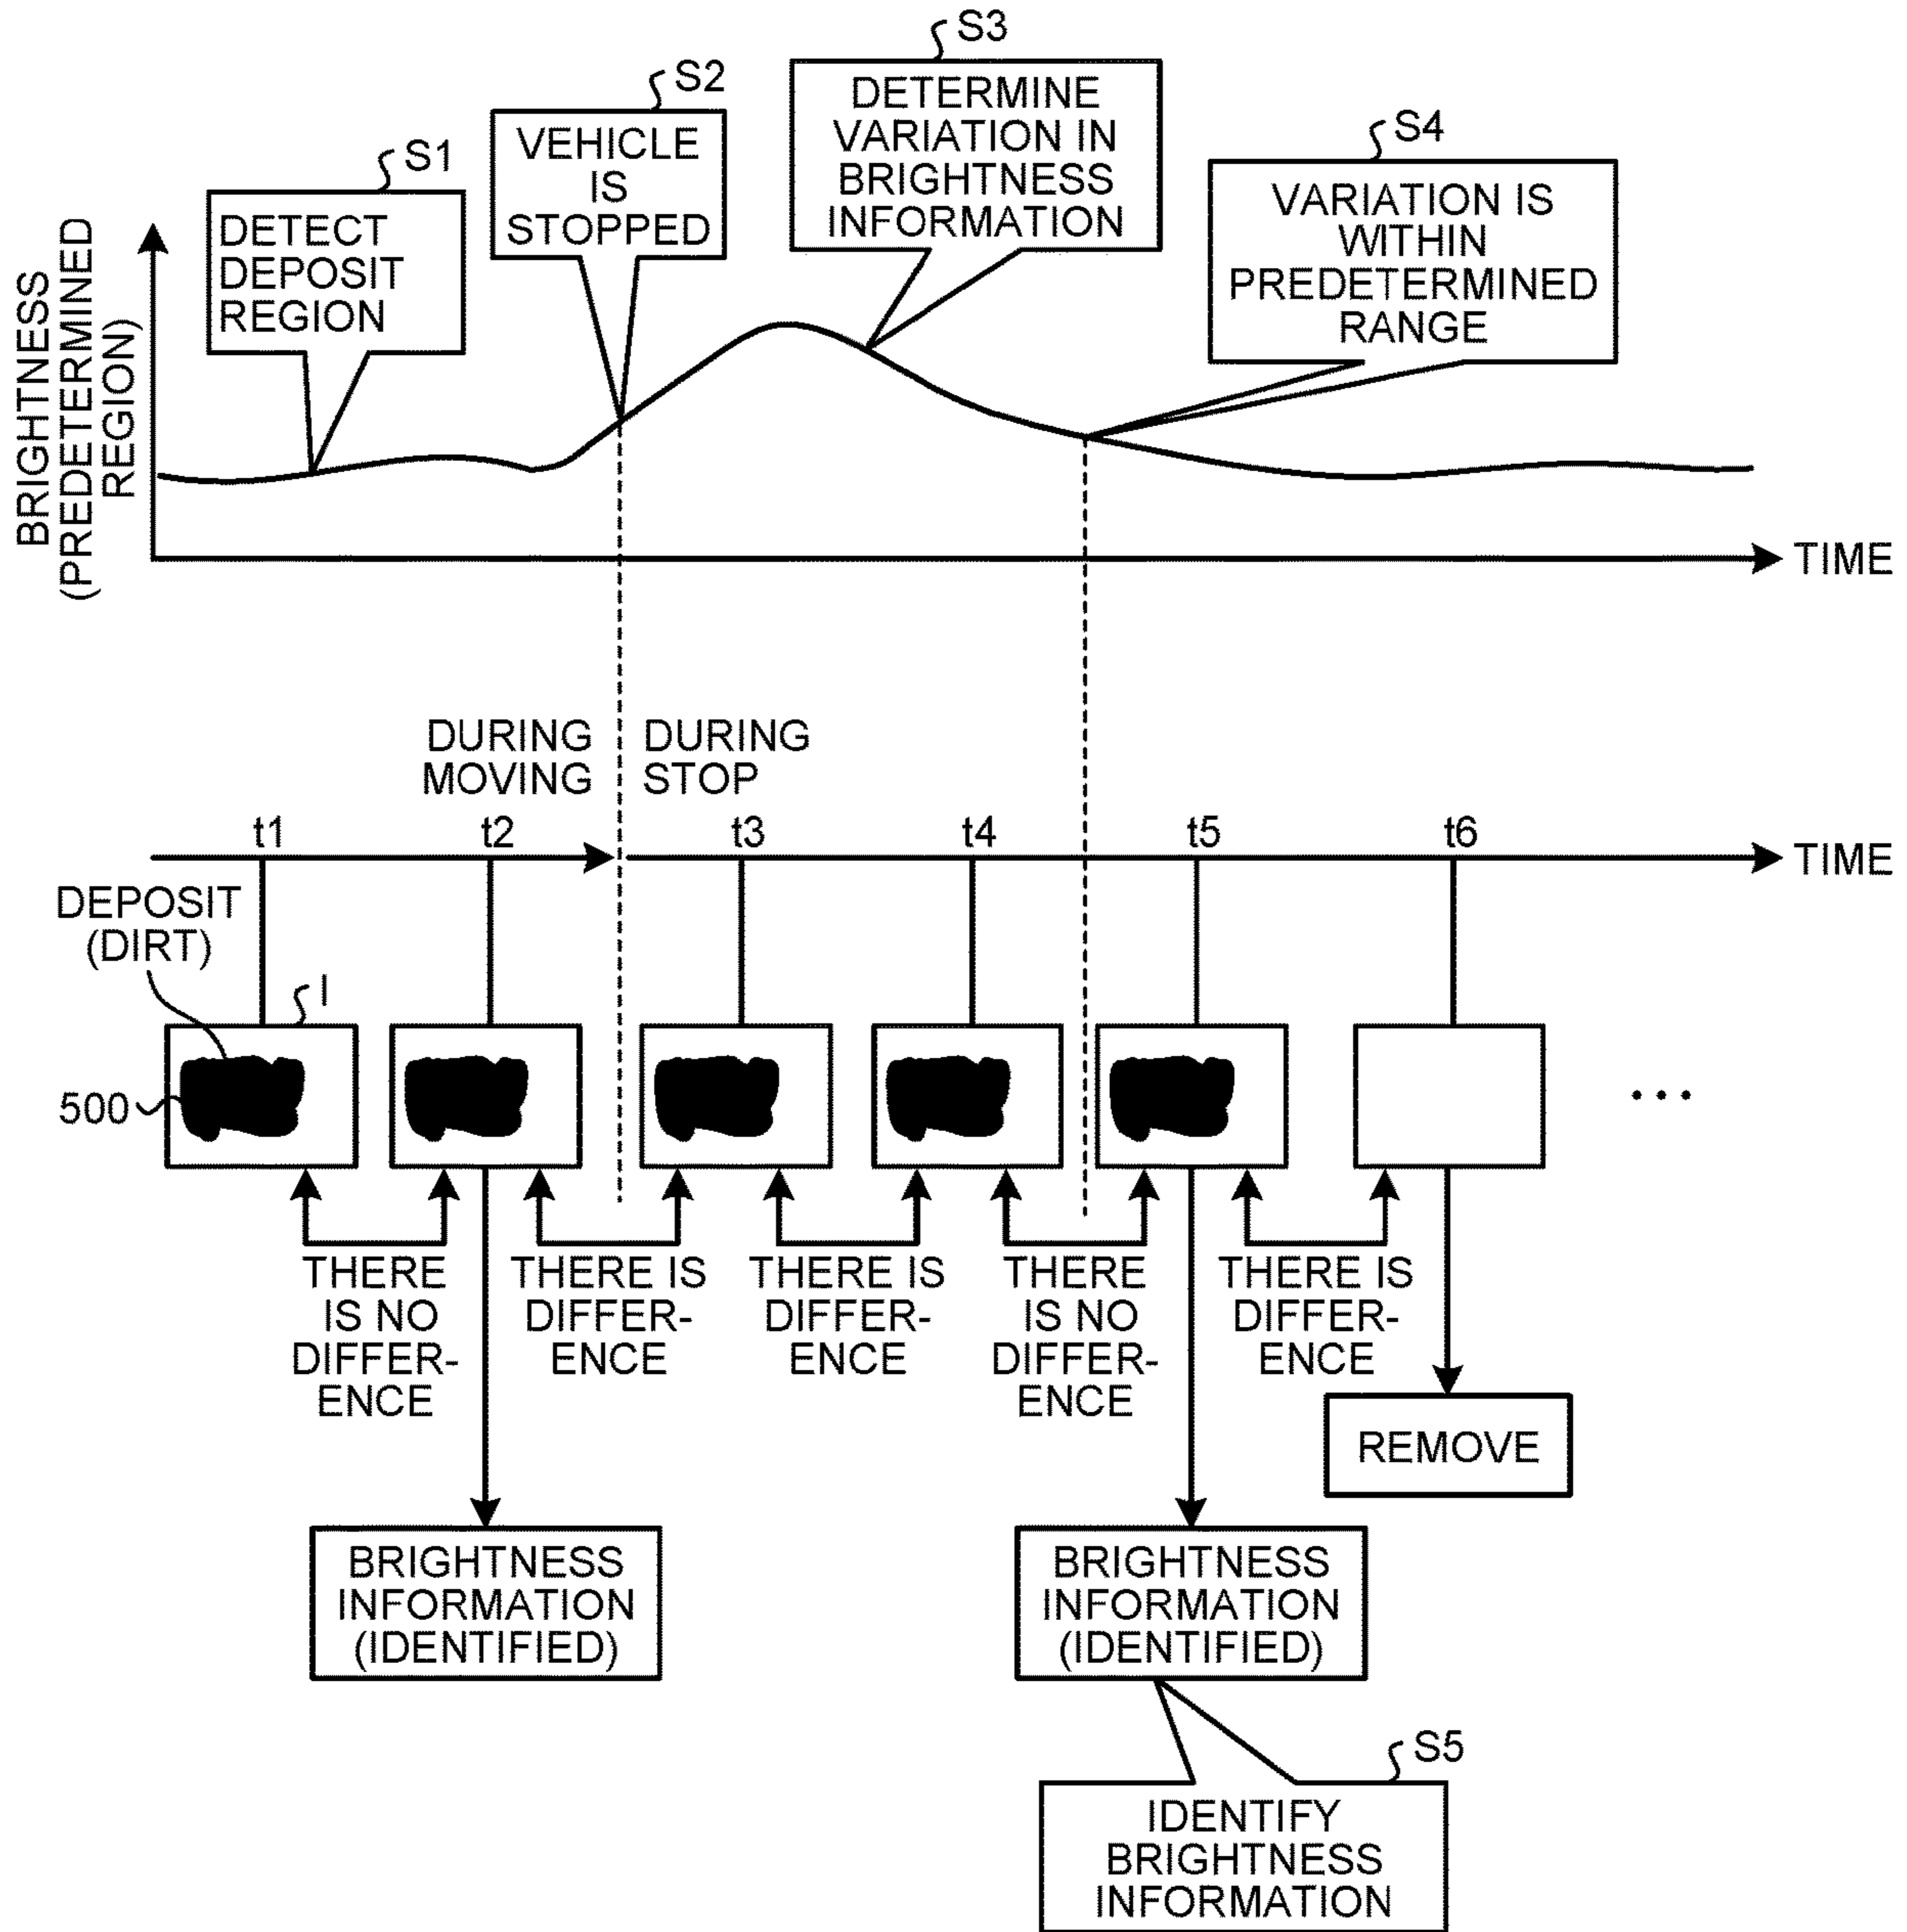 S3
DETERMINE
VARIATION IN
BRIGHTNESS
INFORMATION
S2
VEHICLE
IS
STOPPED
S1
DETECT
DEPOSIT
REGION
S4
VARIATION IS
WITHIN
PREDETERMINED
RANGE
BRIGHTNESS
(PREDETERMINED
REGION)
TIME
DURING
MOVING
DURING
STOP
t1
t2
t3
t4
t5
t6
TIME
DEPOSIT
(DIRT)
I
500
...
THERE
IS NO
DIFFER-
ENCE
THERE IS
DIFFER-
ENCE
THERE IS
DIFFER-
ENCE
THERE
IS NO
DIFFER-
ENCE
THERE IS
DIFFER-
ENCE
REMOVE
BRIGHTNESS
INFORMATION
(IDENTIFIED)
BRIGHTNESS
INFORMATION
(IDENTIFIED)
S5
IDENTIFY
BRIGHTNESS
INFORMATION